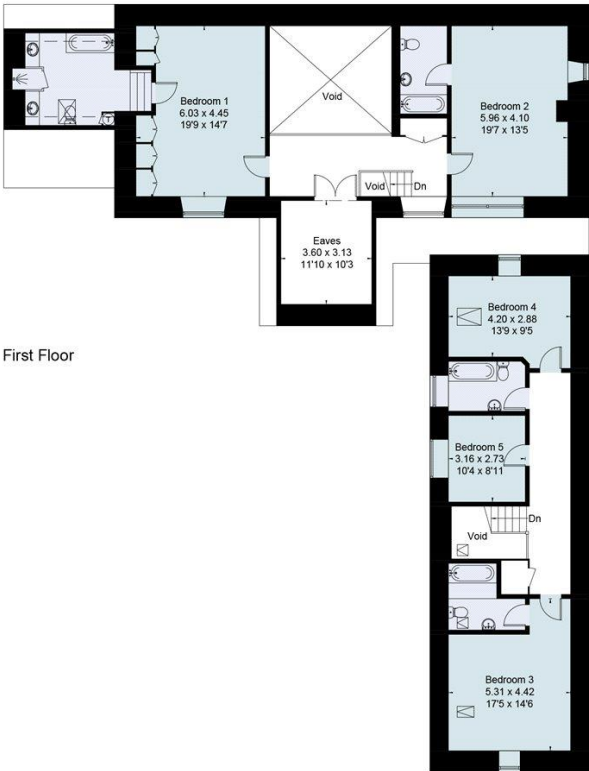 Bedroom 1
6.03 x 4.45
19'9 x 14'7
Void
Bedroom 2
5.96 x 4.10
19'7 x 13'5
Void
Dn
Eaves
3.60 x 3.13
11'10 x 10'3
First Floor
Bedroom 4
4.20 x 2.88
13'9 x 9'5
Bedroom 5
3.16 x 2.73
10'4 x 8'11
Dn
Void
Bedroom 3
5.31 x 4.42
17'5 x 14'6